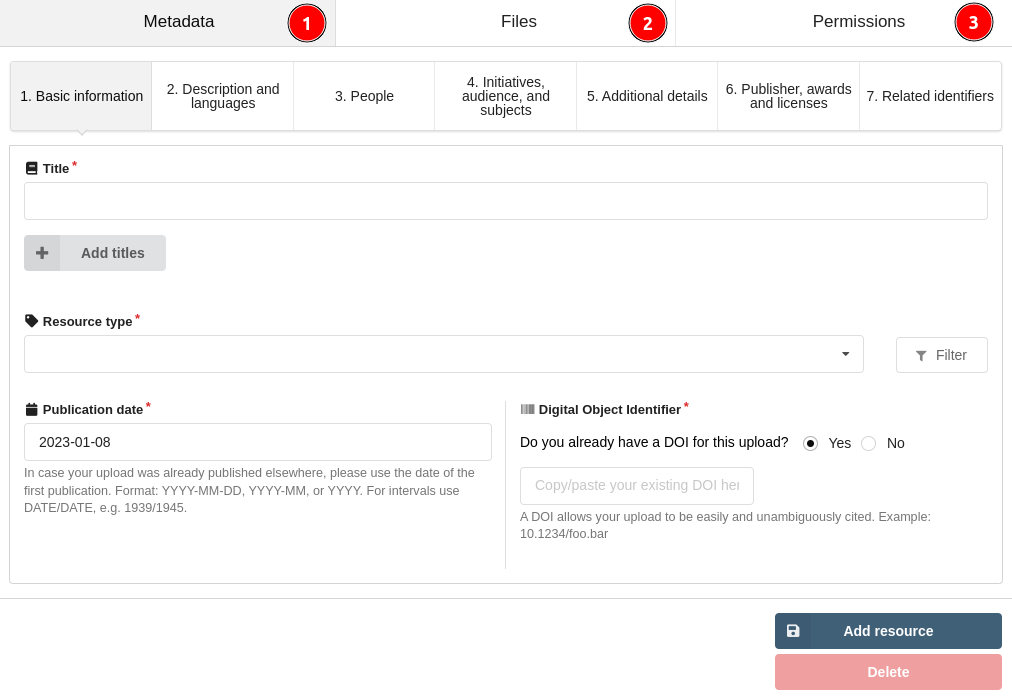 Metadata 1 Files 2 Permissions 3
1. Basic information
2. Description and
languages
3. People
4. Initiatives,
audience, and
subjects
5. Additional details
6. Publisher, awards
and licenses
7. Related identifiers
Title *
Add titles
Resource type *
Filter
Publication date *
2023-01-08
In case your upload was already published elsewhere, please use the date of the
first publication. Format: YYYY-MM-DD, YYYY-MM, or YYYY. For intervals use
DATE/DATE, e.g. 1939/1945.
Digital Object Identifier *
Do you already have a DOI for this upload? Yes No
Copy/paste your existing DOI her
A DOI allows your upload to be easily and unambiguously cited. Example:
10.1234/foo.bar
Add resource
Delete